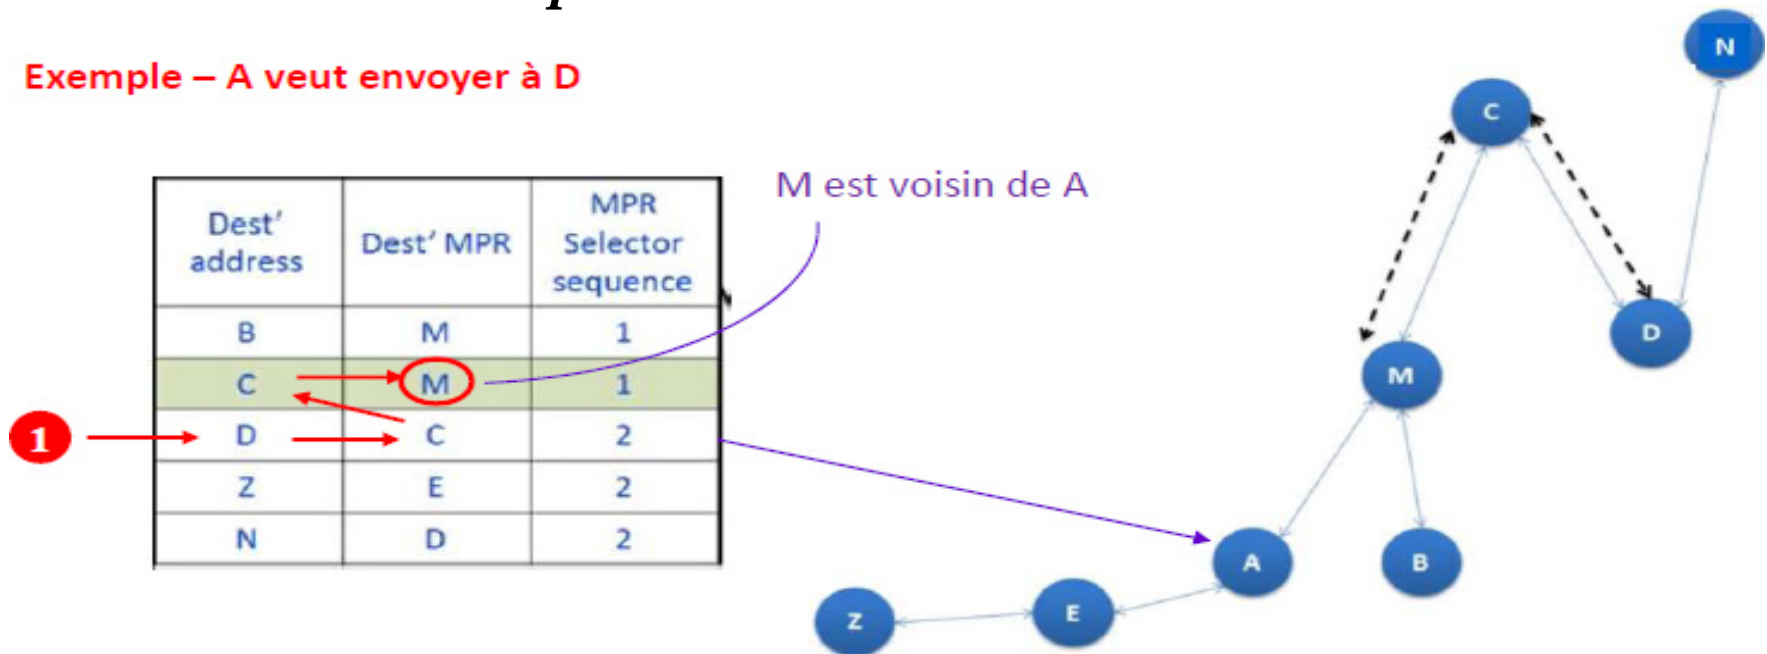 Exemple – A veut envoyer à D
M est voisin de A
Dest' address
Dest' MPR
MPR Selector sequence
B M 1
C M 1
D C 2
Z E 2
N D 2
1
N
C
D
M
A
B
E
Z